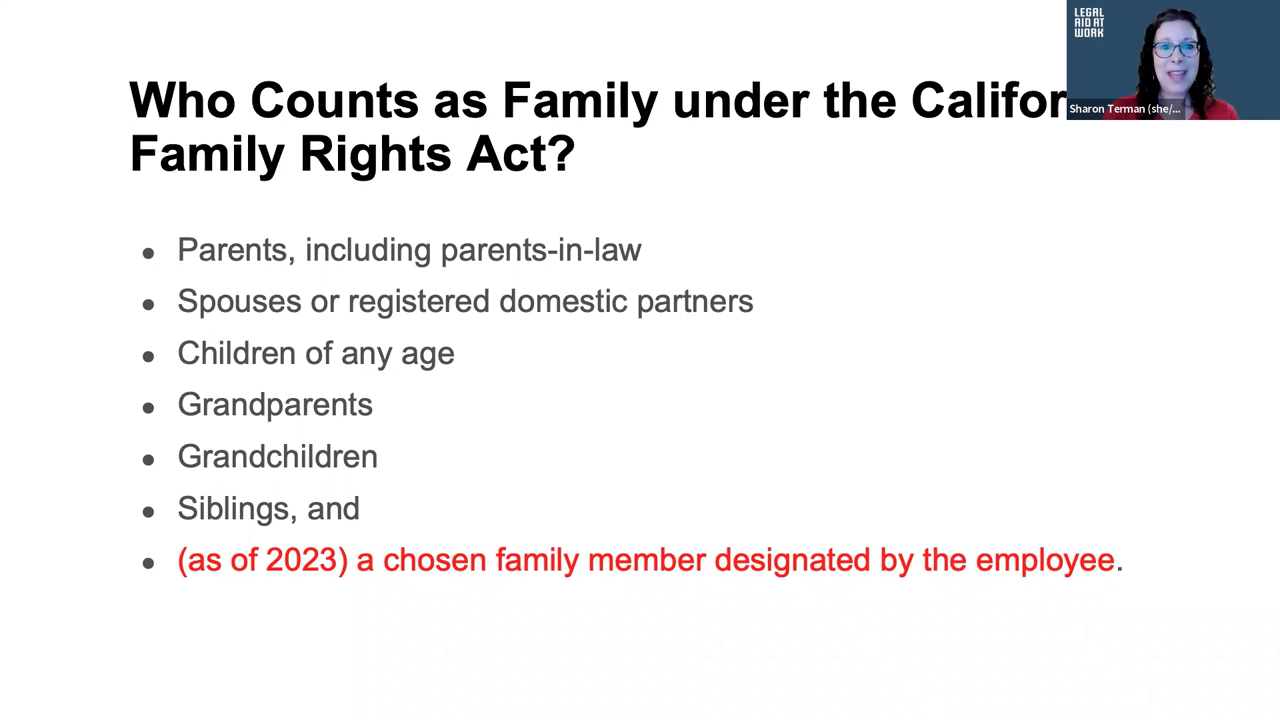 LEGAL
AID AT
WORK
Sharon Terman (she/...
Who Counts as Family under the Califor
Family Rights Act?
● Parents, including parents-in-law
● Spouses or registered domestic partners
● Children of any age
● Grandparents
● Grandchildren
● Siblings, and
● (as of 2023) a chosen family member designated by the employee.